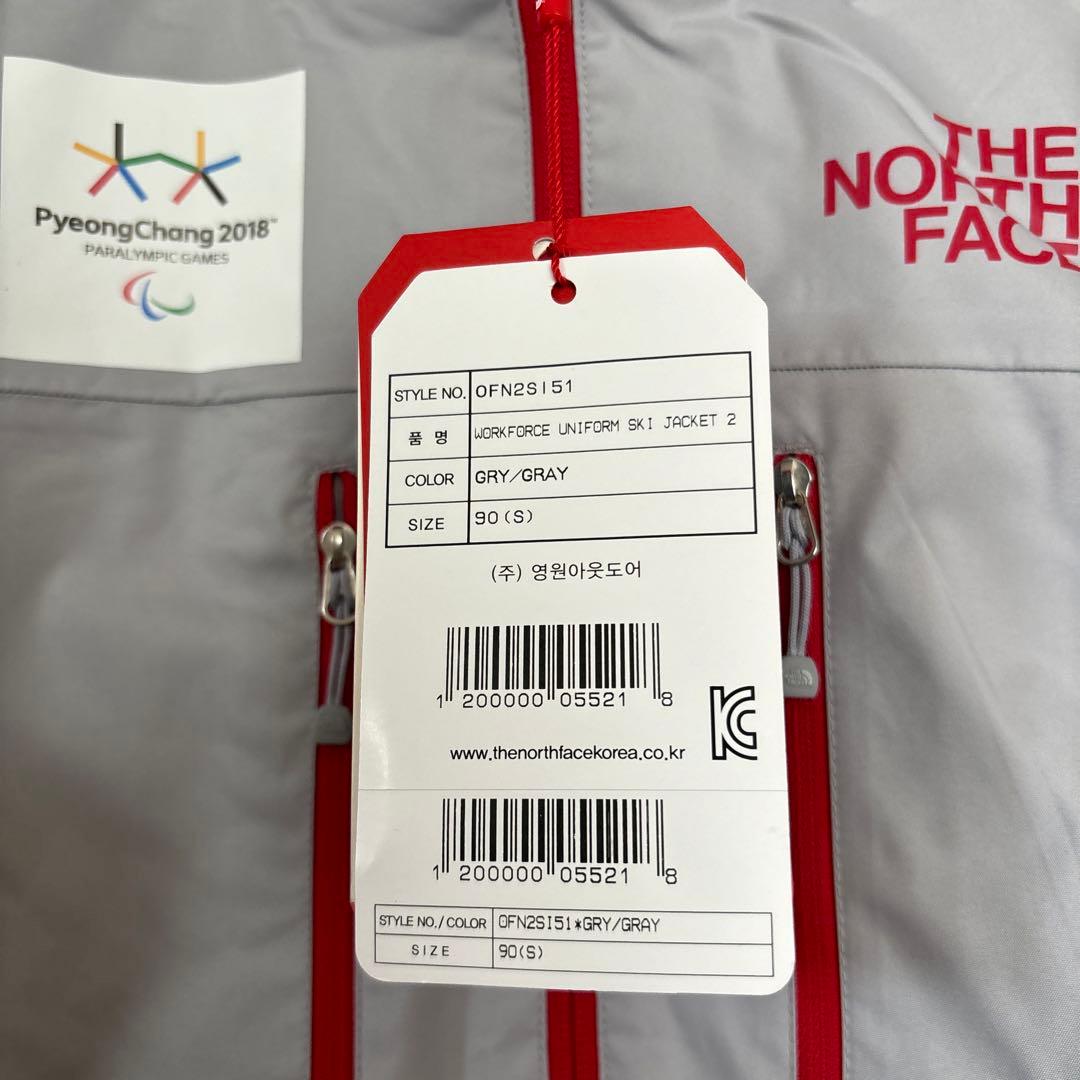 PyeongChang 2018™
PARALYMPIC GAMES
THE
NORTH
FACE
STYLE NO. OFN2SI51
품 명 WORKFORCE UNIFORM SKI JACKET 2
COLOR GRY/GRAY
SIZE 90(S)
(주) 영원아웃도어
1 200000 05521 8
www.thenorthfacekorea.co.kr
1 200000 05521 8
STYLE NO./COLOR OFN2SI51*GRY/GRAY
SIZE 90(S)